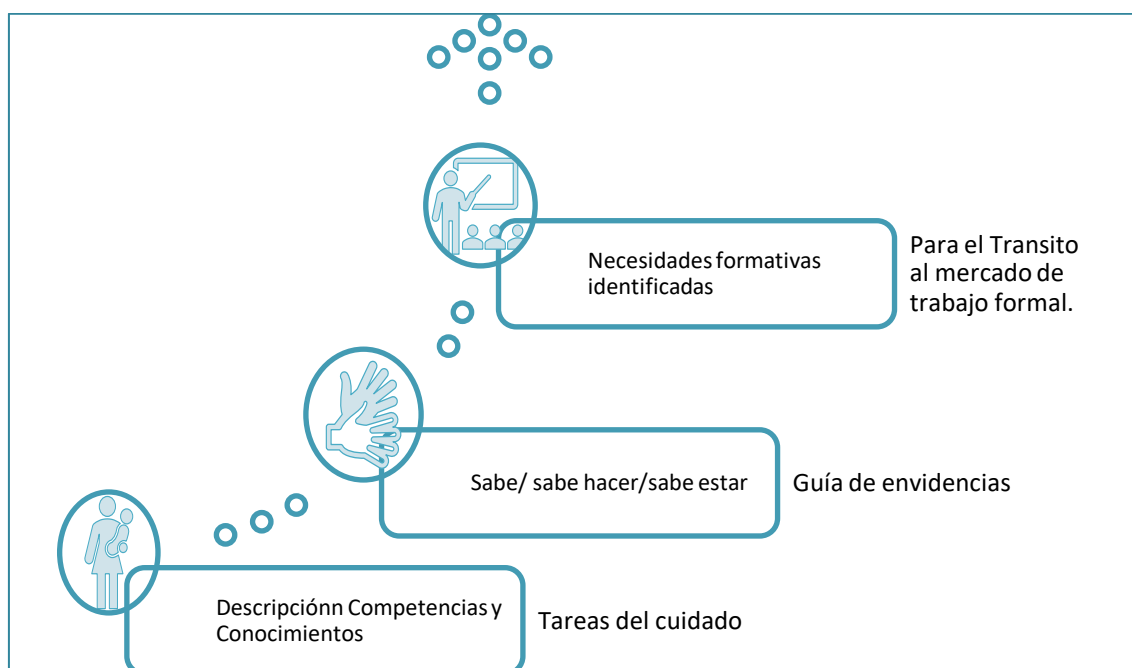 Necesidades formativas
identificadas
Para el Transito
al mercado de
trabajo formal.
Sabe/ sabe hacer/sabe estar
Guía de envidencias
Descripciónn Competencias y
Conocimientos
Tareas del cuidado